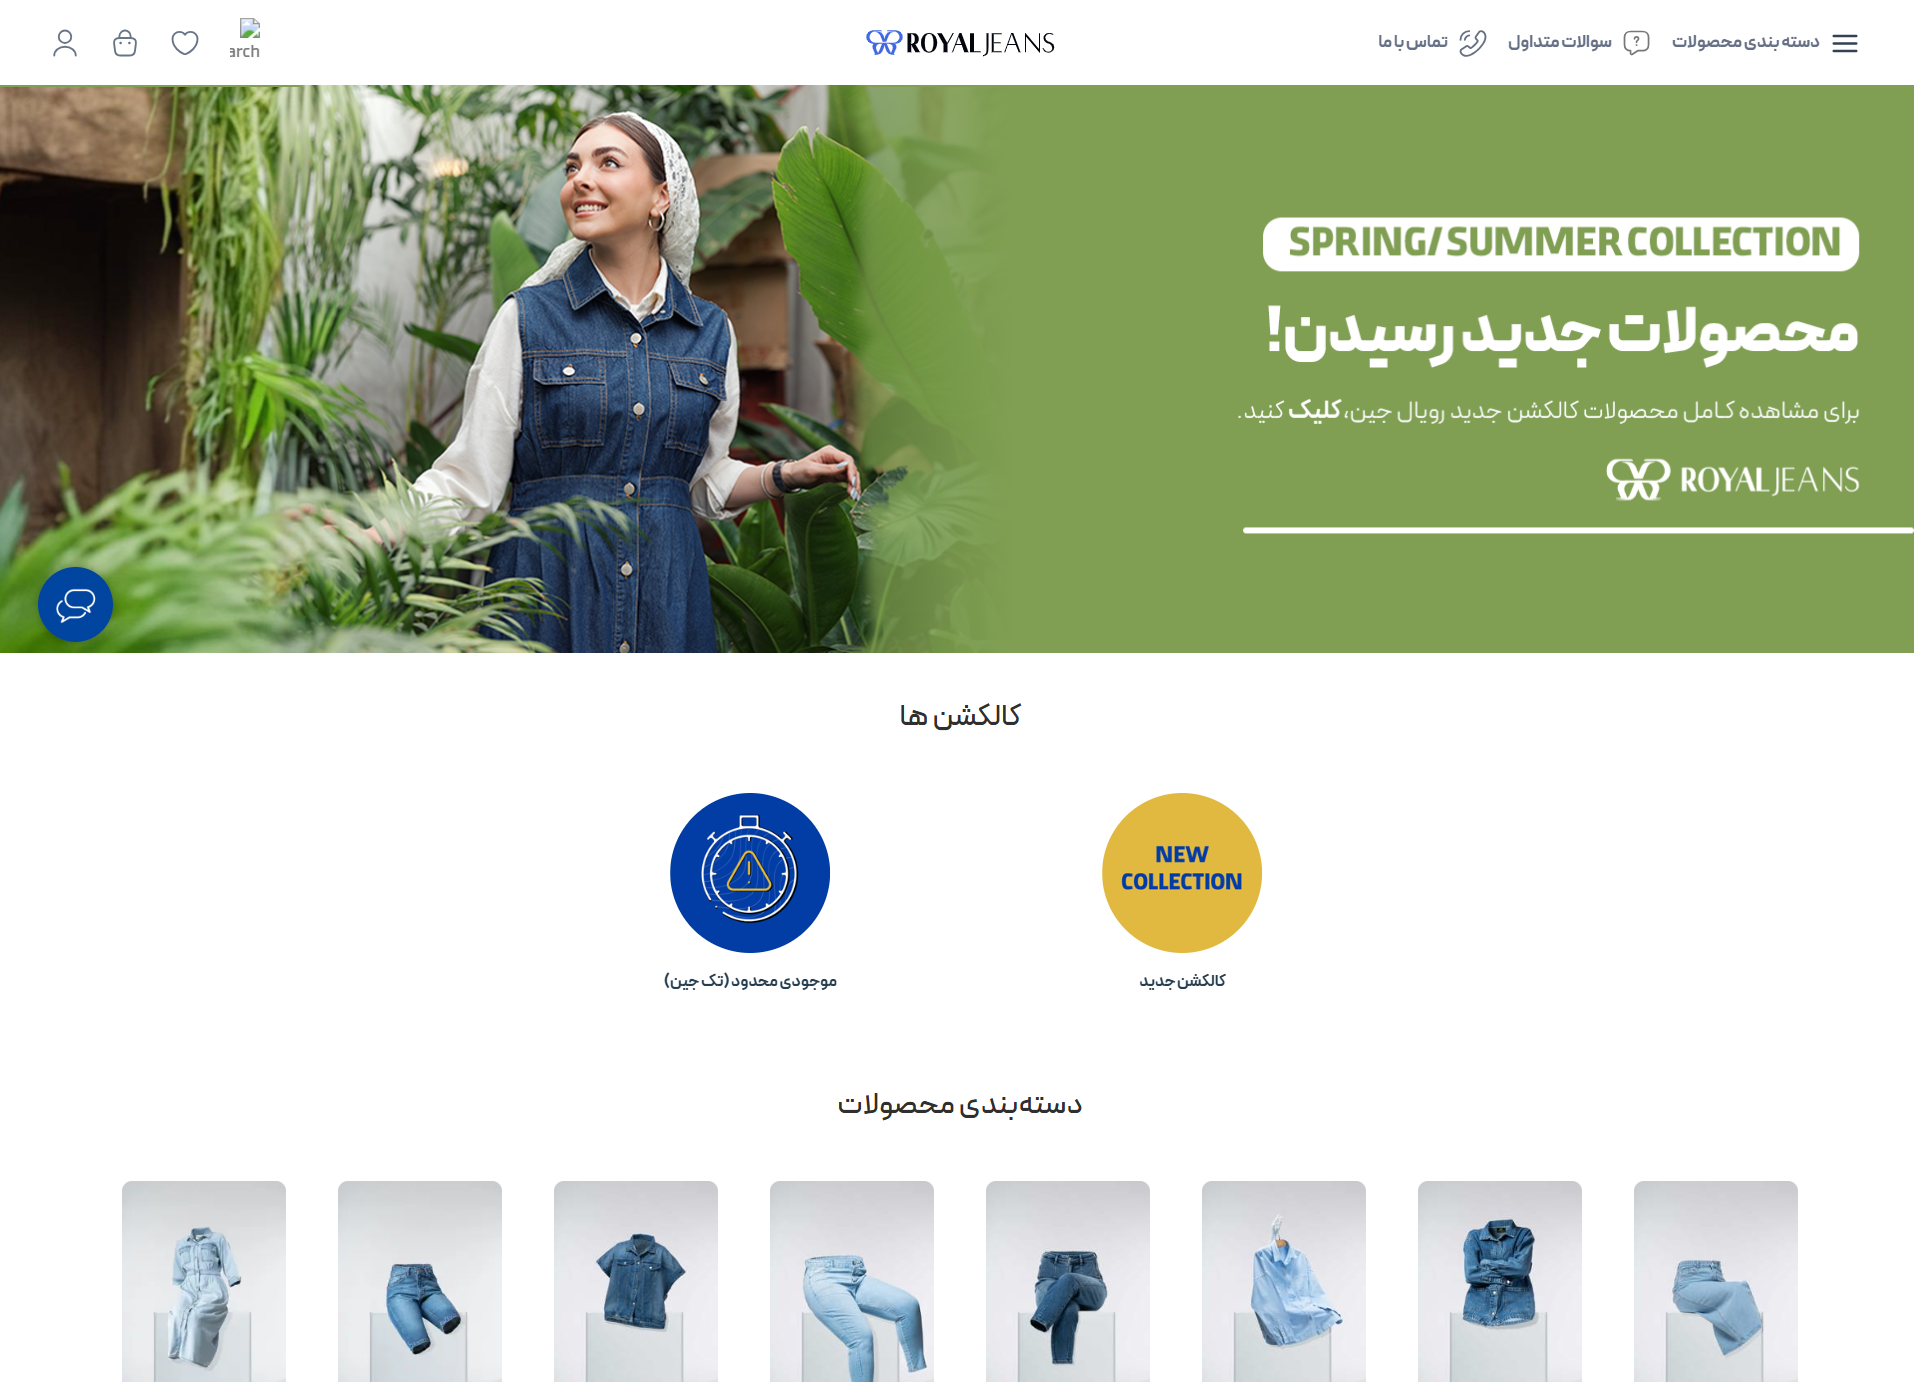 دسته بندی محصولات
سوالات متداول
تماس با ما
ROYAL JEANS
arch
SPRING/SUMMER COLLECTION
محصولات جدید رسیدن!
برای مشاهده کامل محصولات کالکشن جدید رویال جین، کلیک کنید.
ROYAL JEANS
کالکشن ها
NEW
COLLECTION
کالکشن جدید
موجودی محدود (تک جین)
دسته‌بندی محصولات